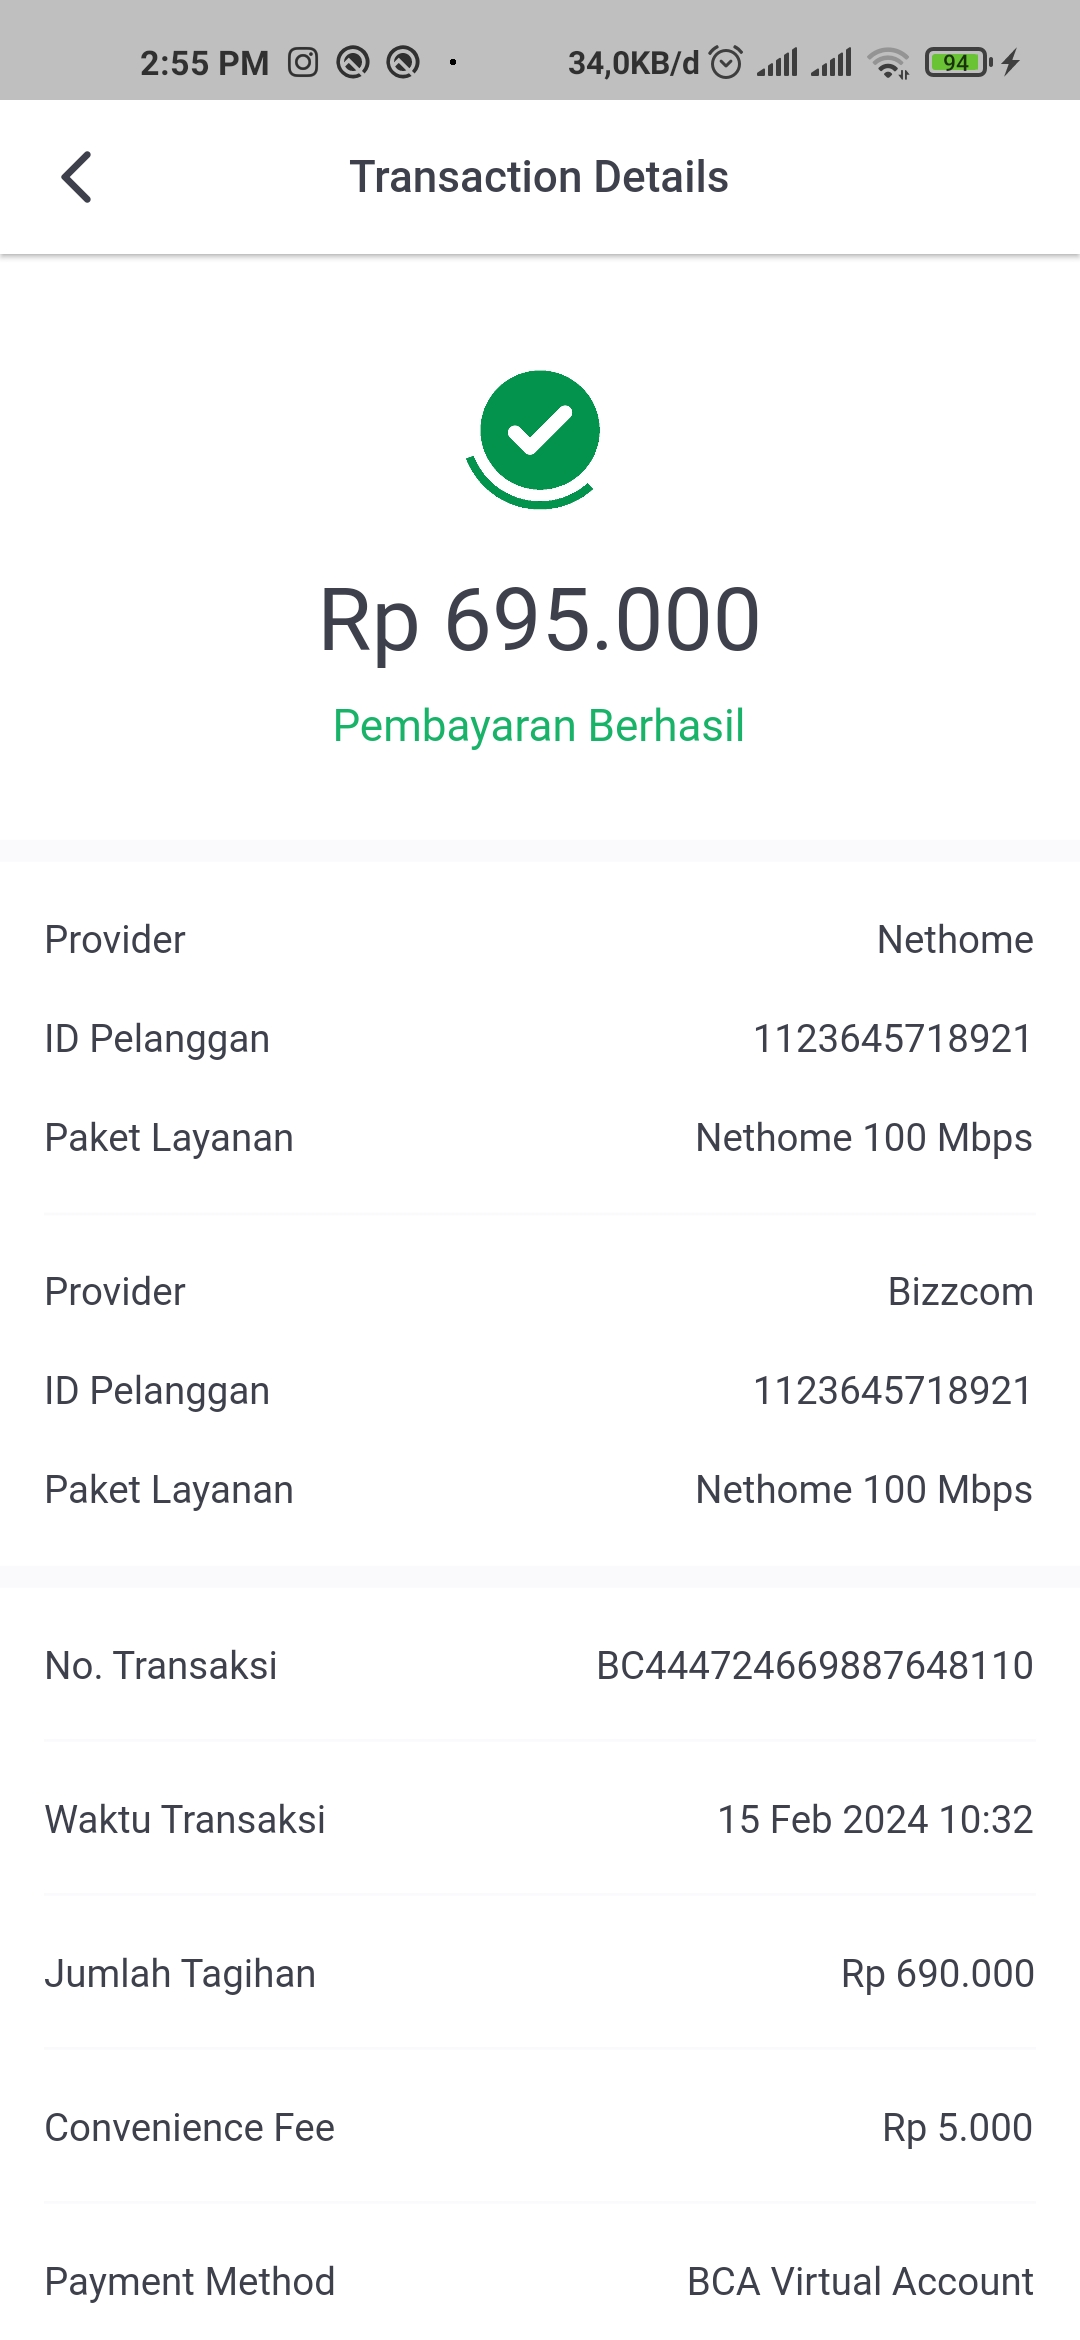 2:55 PM 34,0KB/d 94
Transaction Details
Rp 695.000
Pembayaran Berhasil
Provider Nethome
ID Pelanggan 1123645718921
Paket Layanan Nethome 100 Mbps
Provider Bizzcom
ID Pelanggan 1123645718921
Paket Layanan Nethome 100 Mbps
No. Transaksi BC444724669887648110
Waktu Transaksi 15 Feb 2024 10:32
Jumlah Tagihan Rp 690.000
Convenience Fee Rp 5.000
Payment Method BCA Virtual Account